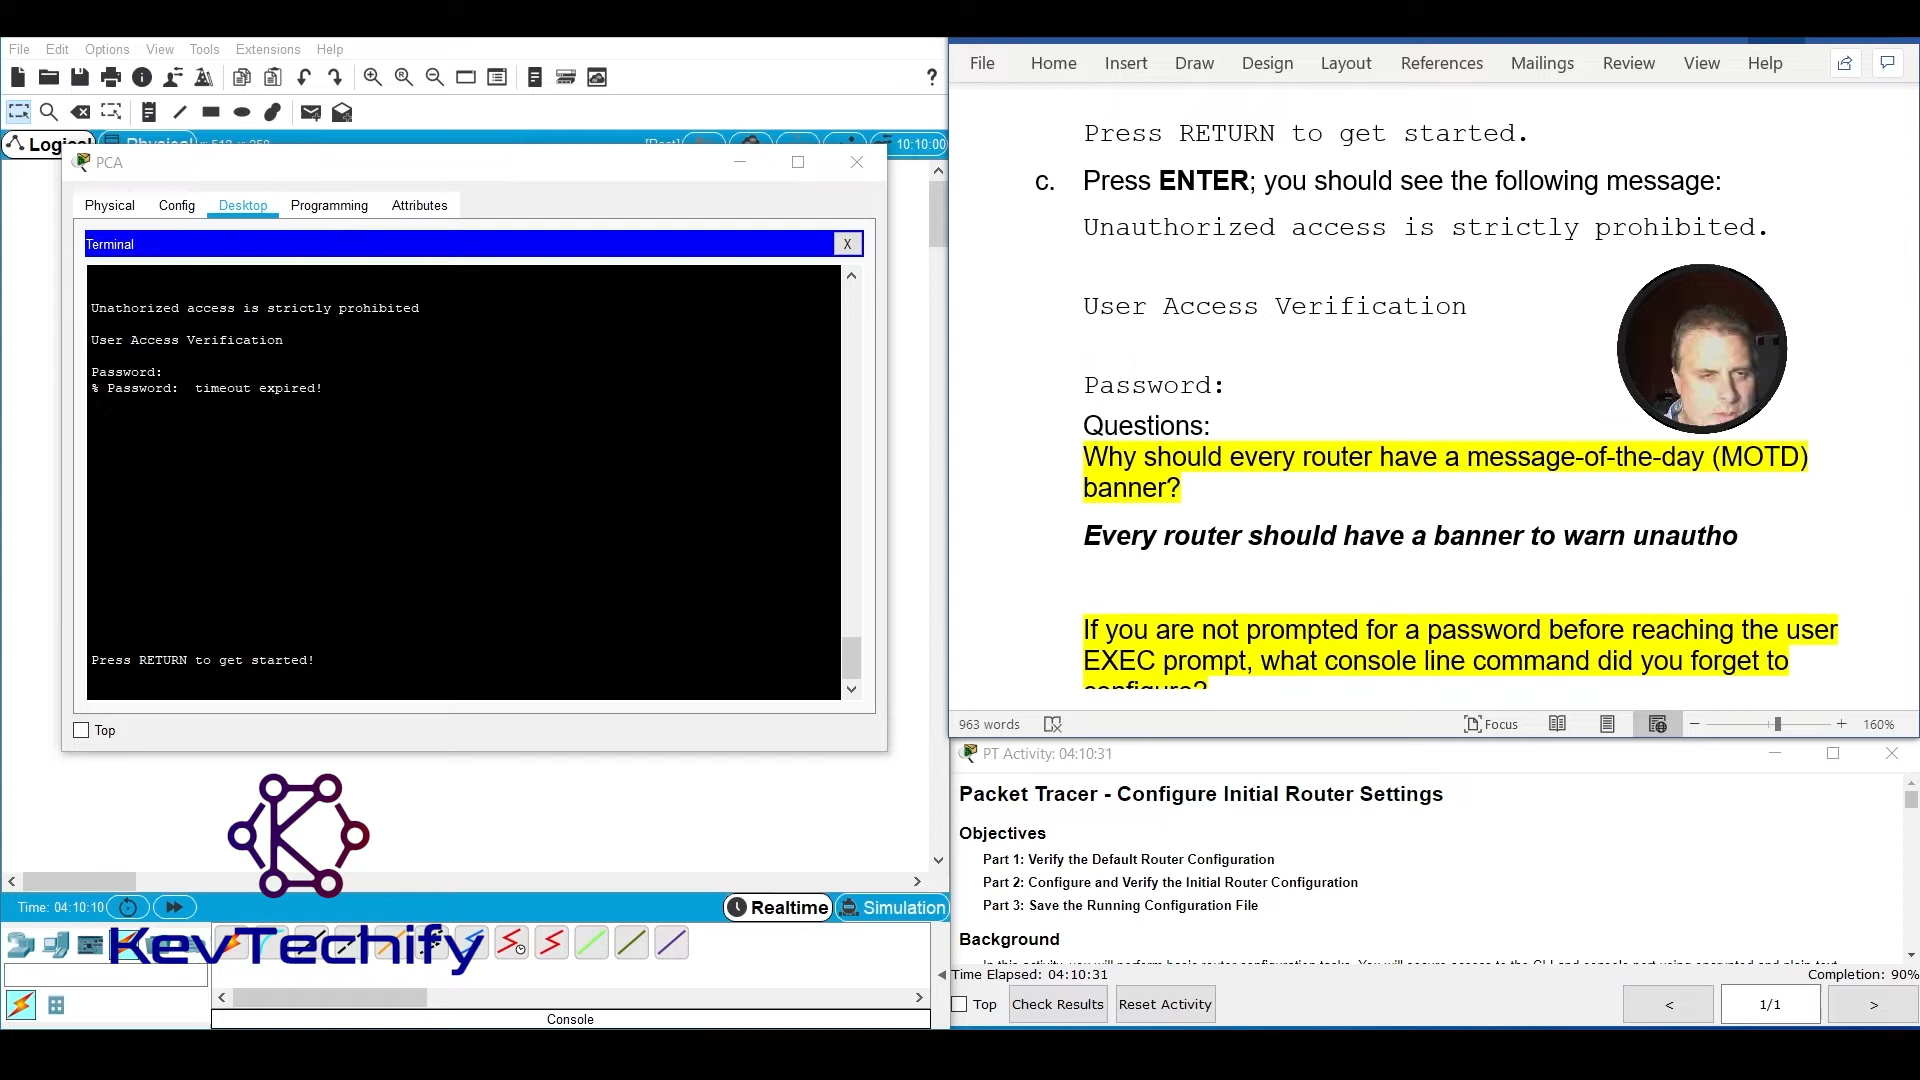 File Edit Options View Tools Extensions Help
?
Logical
10:10:00
PCA
Physical Config Desktop Programming Attributes
Terminal X
Unathorized access is strictly prohibited
User Access Verification
Password:
% Password:  timeout expired!
Press RETURN to get started!
Top
Time: 04:10:10
Realtime Simulation
KevTechify
Console
File Home Insert Draw Design Layout References Mailings Review View Help
Press RETURN to get started.
c. Press ENTER; you should see the following message:
Unauthorized access is strictly prohibited.
User Access Verification
Password:
Questions:
Why should every router have a message-of-the-day (MOTD)
banner?
Every router should have a banner to warn unautho
If you are not prompted for a password before reaching the user
EXEC prompt, what console line command did you forget to
configure?
963 words Focus 160%
PT Activity: 04:10:31
Packet Tracer - Configure Initial Router Settings
Objectives
Part 1: Verify the Default Router Configuration
Part 2: Configure and Verify the Initial Router Configuration
Part 3: Save the Running Configuration File
Background
Time Elapsed: 04:10:31 Completion: 90%
Top Check Results Reset Activity < 1/1 >